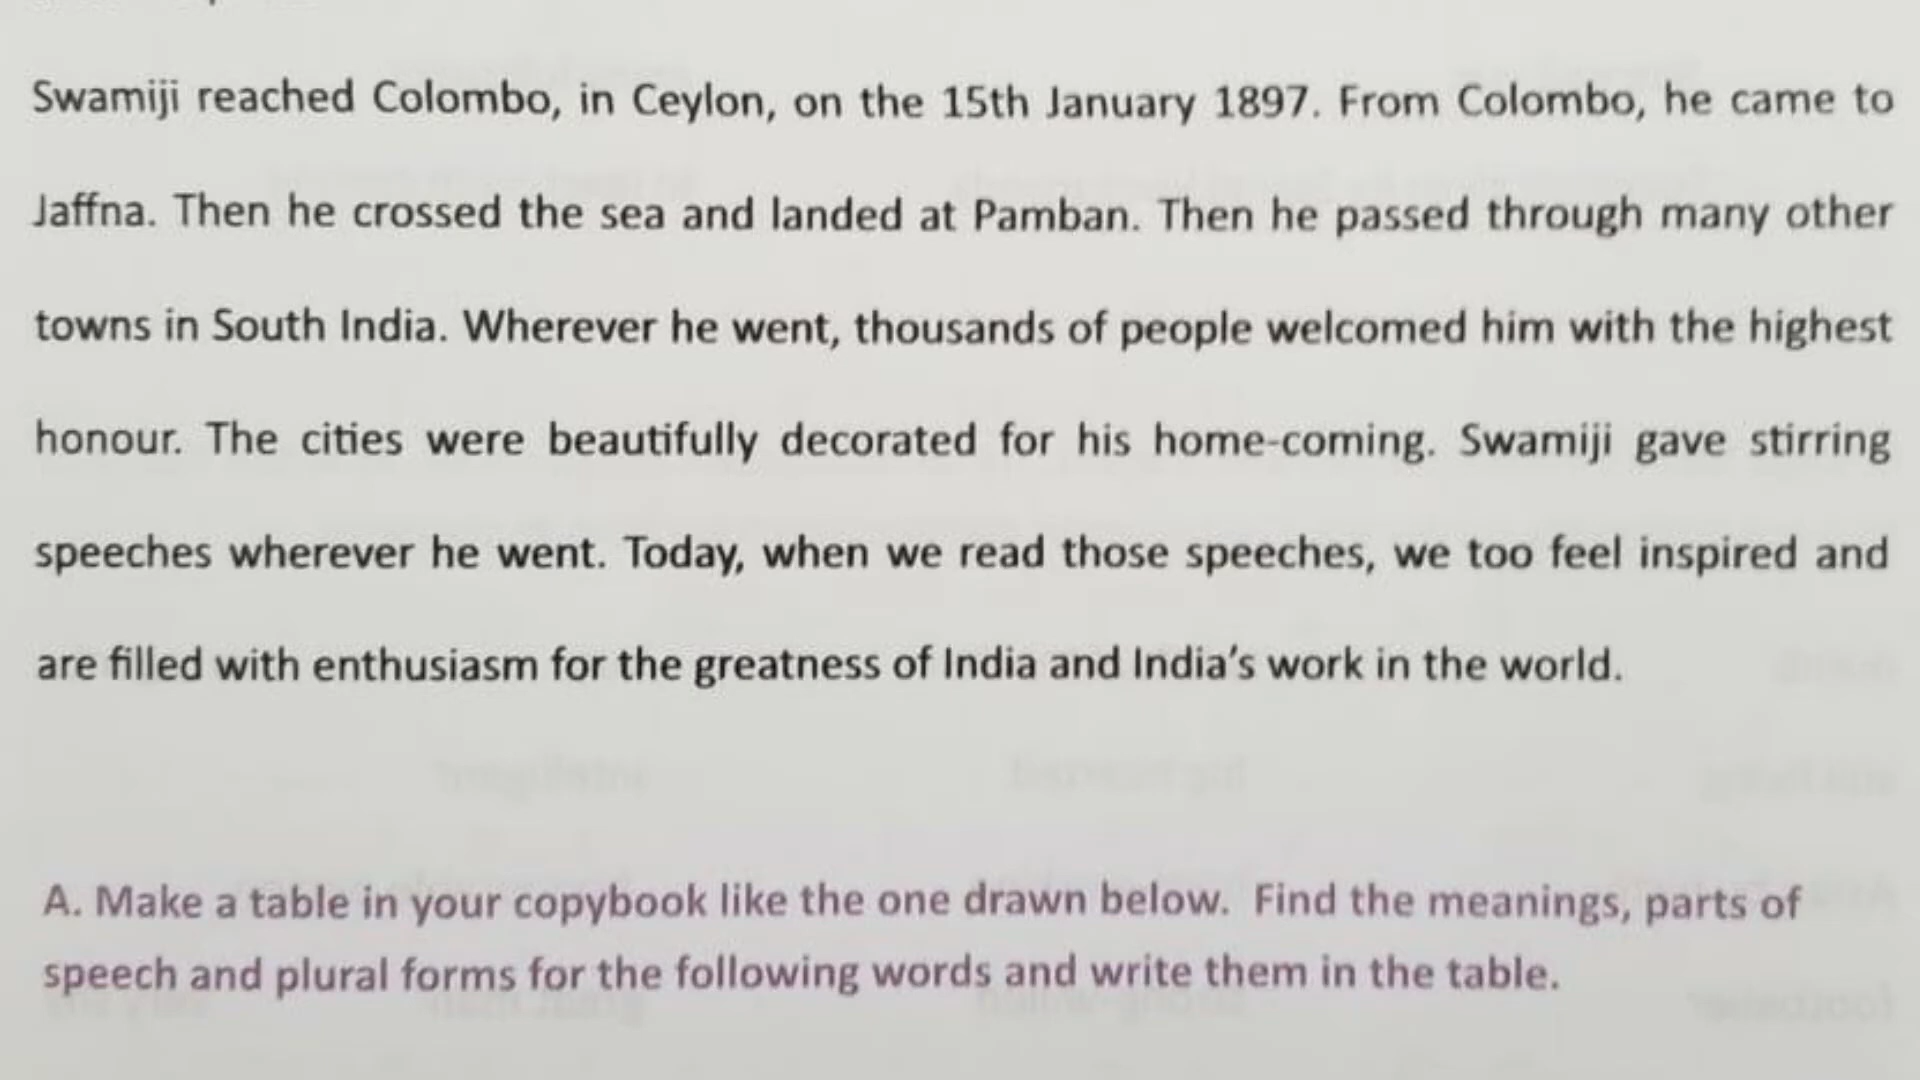 Swamiji reached Colombo, in Ceylon, on the 15th January 1897. From Colombo, he came to
Jaffna. Then he crossed the sea and landed at Pamban. Then he passed through many other
towns in South India. Wherever he went, thousands of people welcomed him with the highest
honour. The cities were beautifully decorated for his home-coming. Swamiji gave stirring
speeches wherever he went. Today, when we read those speeches, we too feel inspired and
are filled with enthusiasm for the greatness of India and India’s work in the world.
A. Make a table in your copybook like the one drawn below. Find the meanings, parts of
speech and plural forms for the following words and write them in the table.